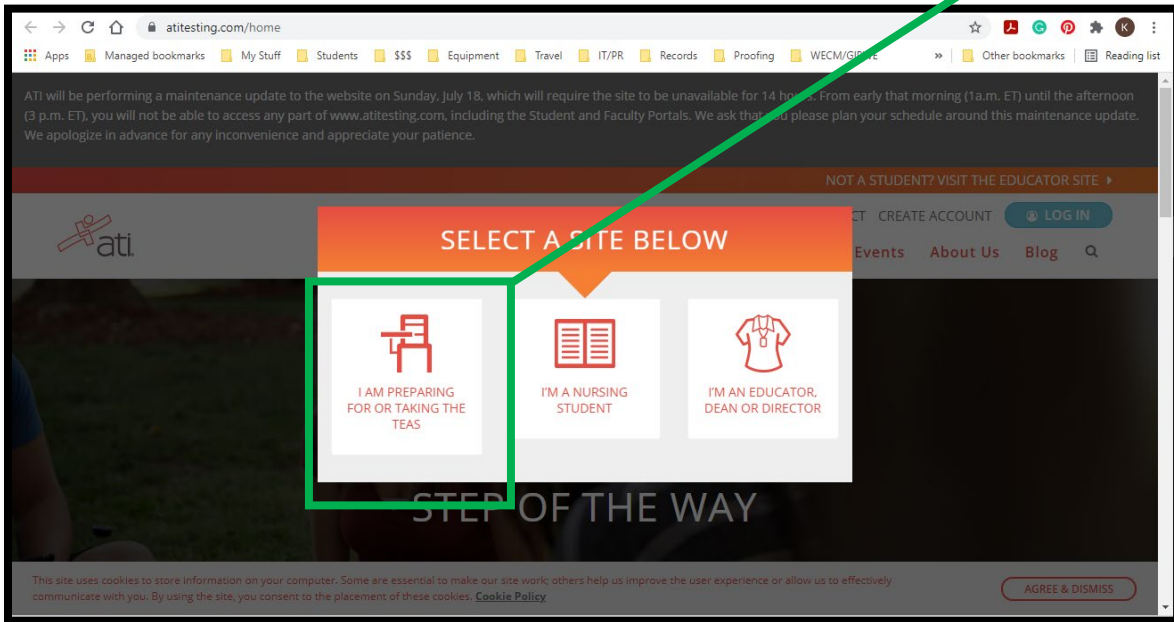 atitesting.com/home
K
Apps Managed bookmarks My Stuff Students $$$ Equipment Travel IT/PR Records Proofing » Other bookmarks Reading list
ATI will be performing a maintenance update to the website on Sunday, July 18, which will require the site to be unavailable for 14 hours. From early that morning (1a.m. ET) until the afternoon
(3 p.m. ET), you will not be able to access any part of www.atitesting.com, including the Student and Faculty Portals. We ask that you please plan your schedule around this maintenance update.
We apologize in advance for any inconvenience and appreciate your patience.
NOT A STUDENT? VISIT THE EDUCATOR SITE
CREATE ACCOUNT LOG IN
ati
Events About Us Blog
SELECT A SITE BELOW
I AM PREPARING
FOR OR TAKING THE
TEAS
I'M A NURSING
STUDENT
I'M AN EDUCATOR,
DEAN OR DIRECTOR
STEP OF THE WAY
This site uses cookies to store information on your computer. Some are essential to make our site work; others help us improve the user experience or allow us to effectively
communicate with you. By using the site, you consent to the placement of these cookies. Cookie Policy
AGREE & DISMISS